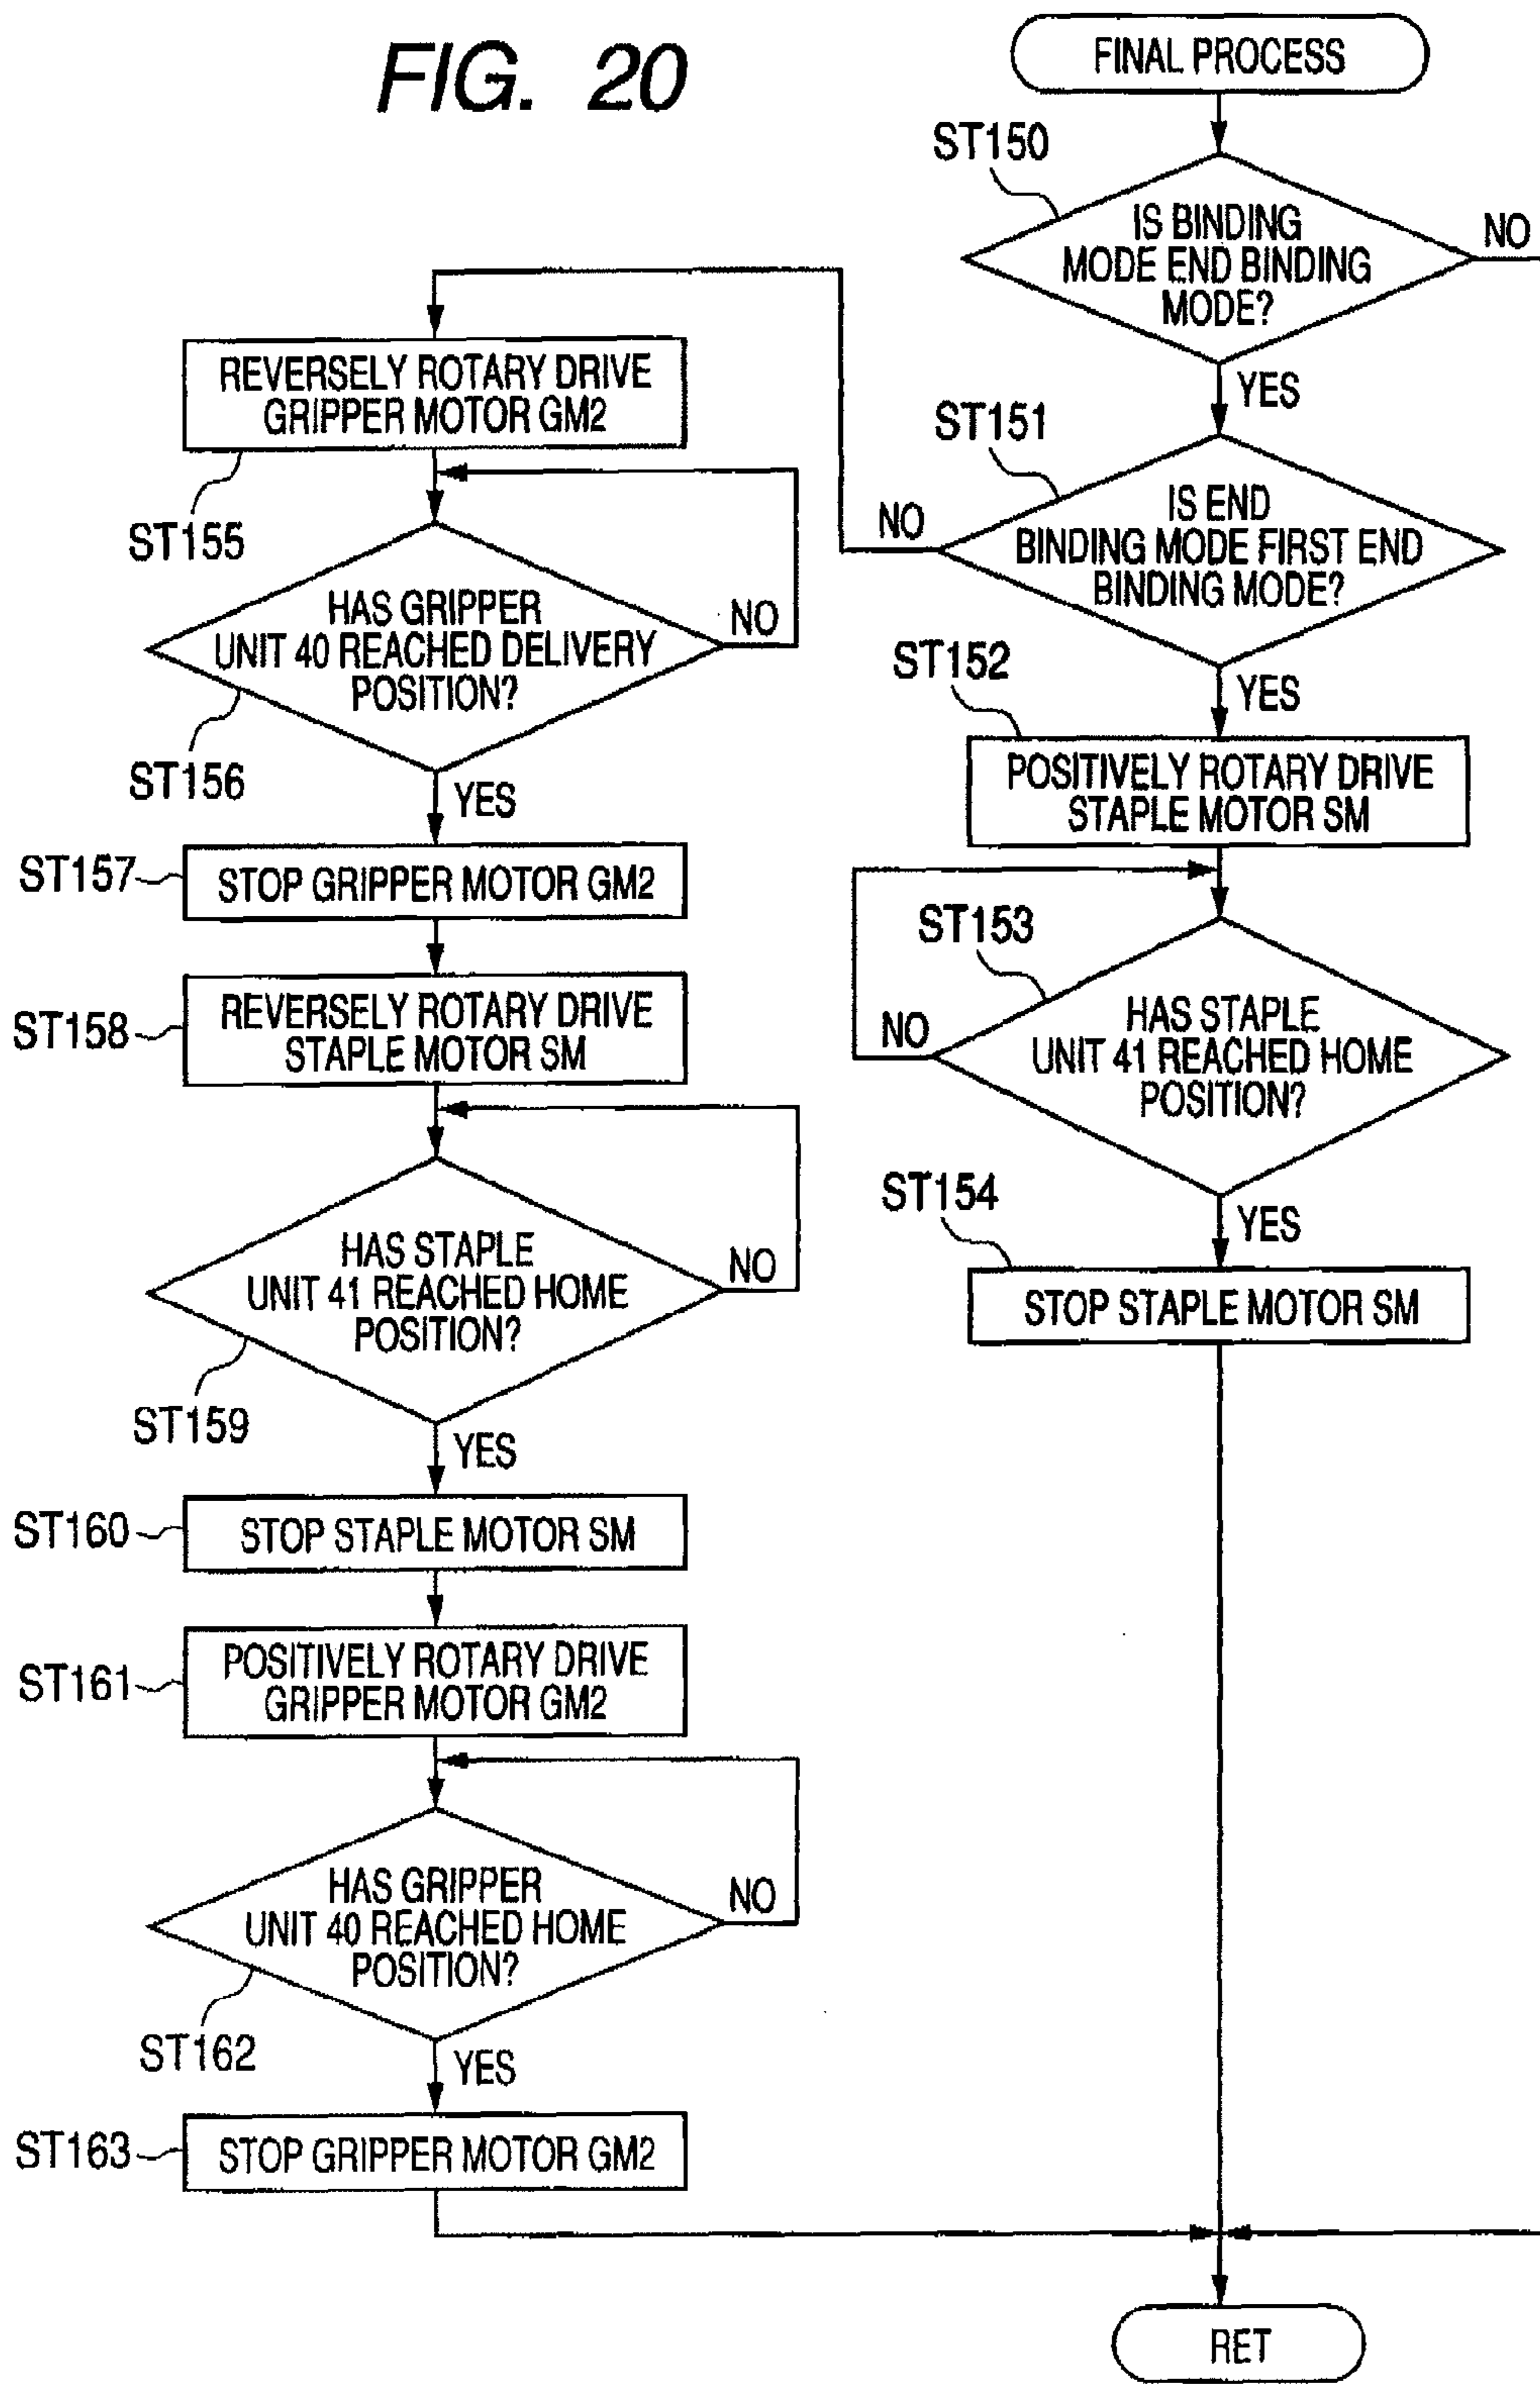 FIG. 20
FINAL PROCESS
ST150
IS BINDING
MODE END BINDING
MODE?
NO
YES
ST151
IS END
BINDING MODE FIRST END
BINDING MODE?
NO
YES
ST152
POSITIVELY ROTARY DRIVE
STAPLE MOTOR SM
ST153
HAS STAPLE
UNIT 41 REACHED HOME
POSITION?
NO
YES
ST154
STOP STAPLE MOTOR SM
REVERSELY ROTARY DRIVE
GRIPPER MOTOR GM2
ST155
HAS GRIPPER
UNIT 40 REACHED DELIVERY
POSITION?
NO
ST156
YES
ST157
STOP GRIPPER MOTOR GM2
ST158
REVERSELY ROTARY DRIVE
STAPLE MOTOR SM
HAS STAPLE
UNIT 41 REACHED HOME
POSITION?
NO
ST159
YES
ST160
STOP STAPLE MOTOR SM
ST161
POSITIVELY ROTARY DRIVE
GRIPPER MOTOR GM2
HAS GRIPPER
UNIT 40 REACHED HOME
POSITION?
NO
ST162
YES
ST163
STOP GRIPPER MOTOR GM2
RET